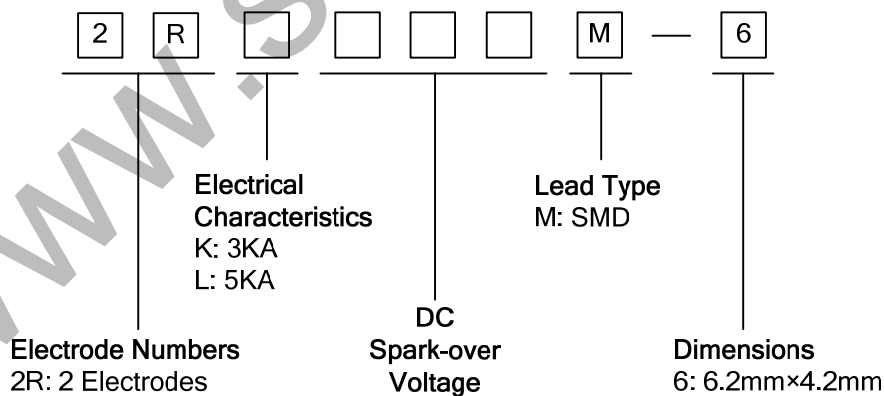 2 R M — 6
Electrical
Characteristics
K: 3KA
L: 5KA
Lead Type
M: SMD
DC
Spark-over
Voltage
Electrode Numbers
2R: 2 Electrodes
Dimensions
6: 6.2mm×4.2mm
www.s